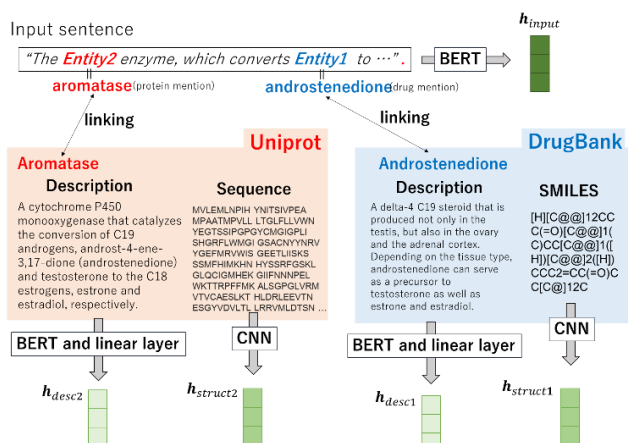 Input sentence
h_input
"The Entity2 enzyme, which converts Entity1 to ⋯" .
BERT
aromatase (protein mention)
androstenedione (drug mention)
linking
linking
Uniprot
Aromatase
Description
A cytochrome P450
monooxygenase that catalyzes
the conversion of C19
androgens, androst-4-ene-
3,17-dione (androstenedione)
and testosterone to the C18
estrogens, estrone and
estradiol, respectively.
Sequence
MVLEMLNPIH YNITSIVPEA
MPAATMPVLL LTGLFLLVWN
YEGTSSIPGPGYCMGIGPLI
SHGRFLWMGI GSACNYYNRV
YGEFMRVWIS GEETLIISKS
SSMFHIMKHN HYSSRFGSKL
GLQCIGMHEK GIIFNNNPEL
WKTTRPFFMK ALSGPGLVRM
VTVCAESLKT HLDRLEEVTN
ESGYVDVLTL LRRVMLDTSN ...
DrugBank
Androstenedione
Description
A delta-4 C19 steroid that is
produced not only in the
testis, but also in the ovary
and the adrenal cortex.
Depending on the tissue type,
androstenedione can serve
as a precursor to
testosterone as well as
estrone and estradiol.
SMILES
[H][C@@]12CC
C(=O)[C@@]1(
C)CC[C@@]1([
H])[C@@]2([H])
CCC2=CC(=O)C
C[C@]12C
BERT and linear layer
CNN
BERT and linear layer
CNN
h_desc2
h_struct2
h_desc1
h_struct1